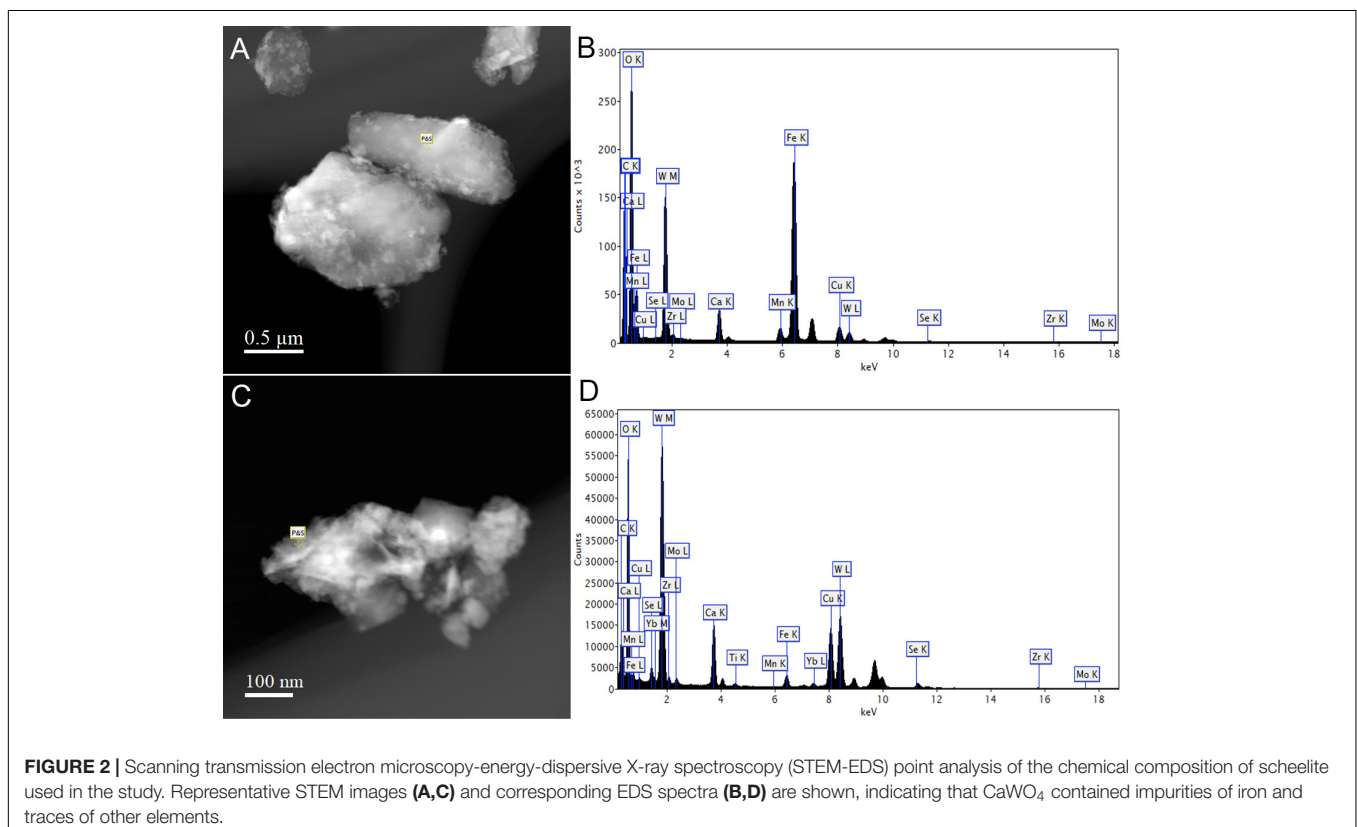 A
P&S
0.5 µm
B
300
250
200
150
100
50
0
Counts x 10^3
O K
C K
Ca L
Fe L
Mn L
Cu L
W M
Se L
Mo L
Zr L
Ca K
Mn K
Fe K
Cu K
W L
Se K
Zr K
Mo K
2 4 6 8 10 12 14 16 18
keV
C
P&S
100 nm
D
65000
60000
55000
50000
45000
40000
35000
30000
25000
20000
15000
10000
5000
0
Counts
W M
O K
C K
Mo L
Cu L
Zr L
Ca L
Se L
Yb M
Mn L
Fe L
Ca K
Ti K
Mn K
Fe K
Yb L
Cu K
W L
Se K
Zr K
Mo K
2 4 6 8 10 12 14 16 18
keV
FIGURE 2 | Scanning transmission electron microscopy-energy-dispersive X-ray spectroscopy (STEM-EDS) point analysis of the chemical composition of scheelite
used in the study. Representative STEM images (A,C) and corresponding EDS spectra (B,D) are shown, indicating that CaWO₄ contained impurities of iron and
traces of other elements.